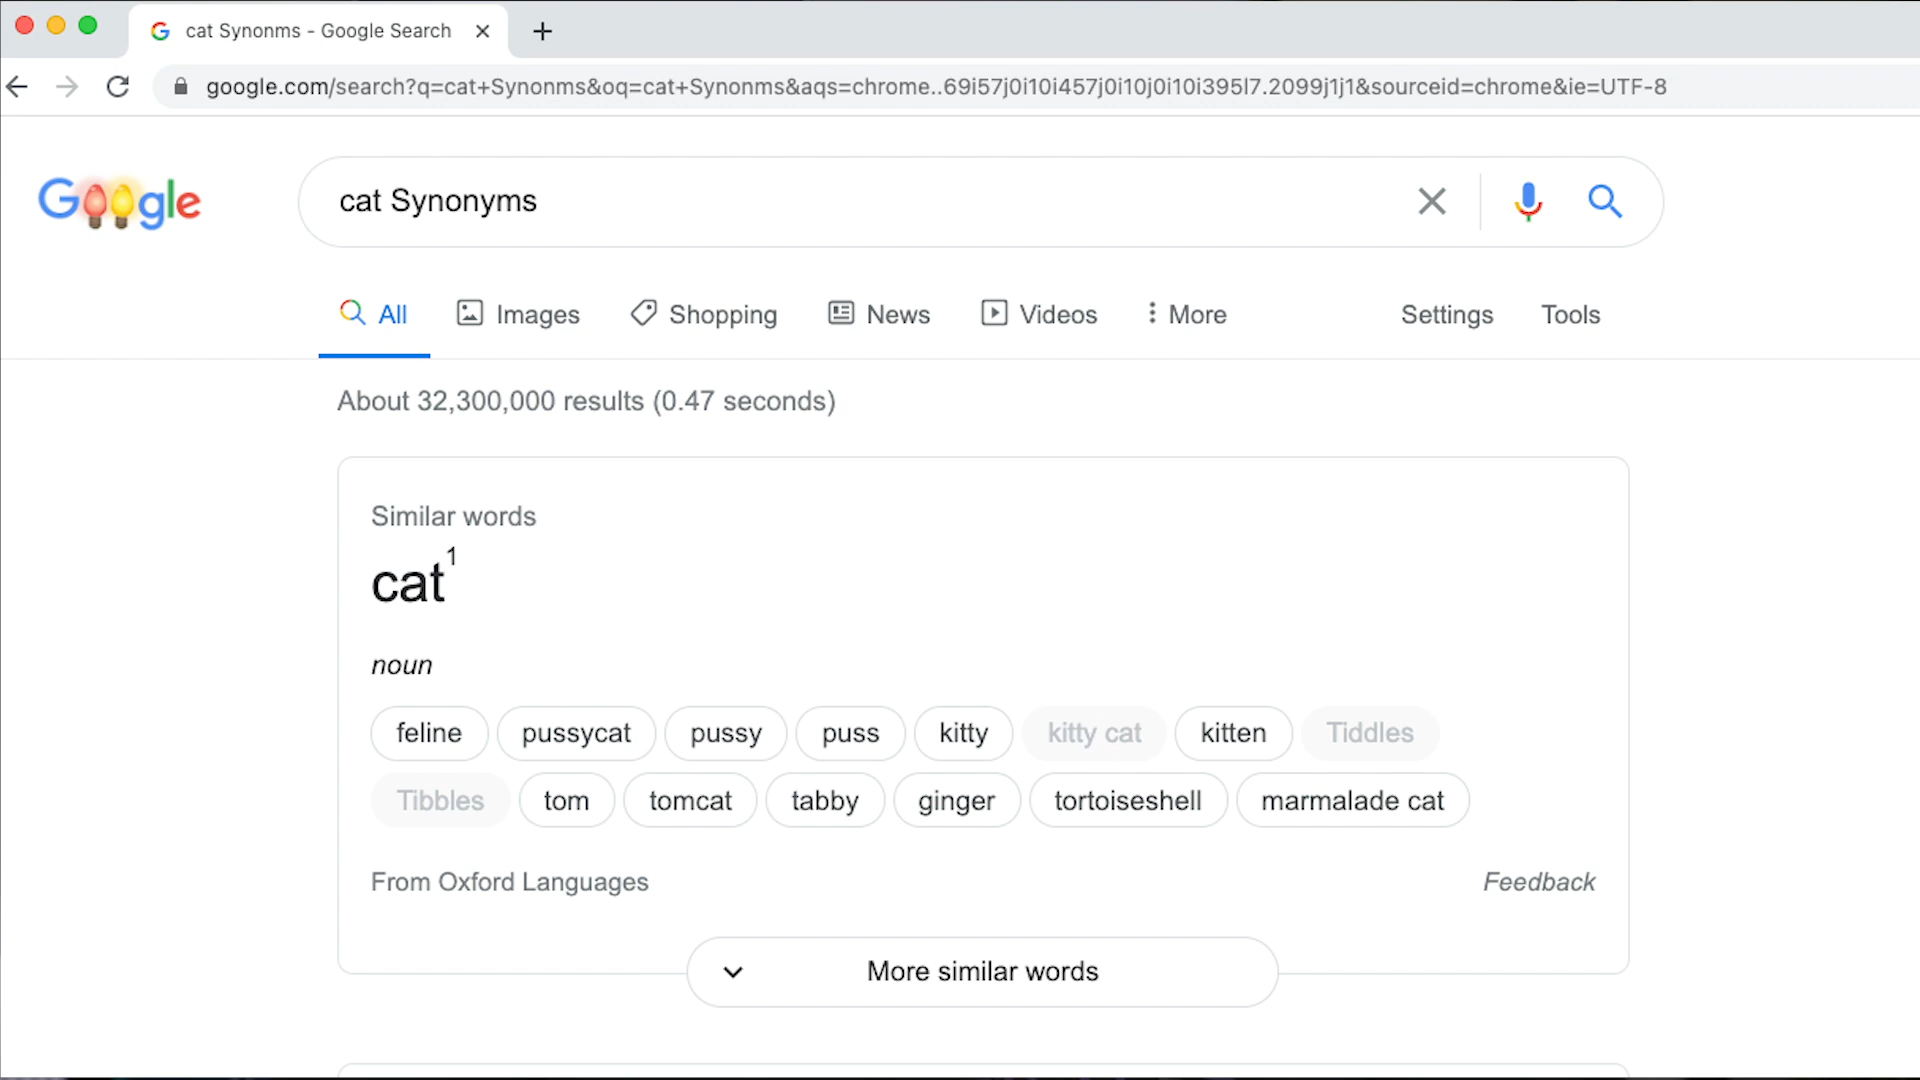 cat Synonms - Google Search
google.com/search?q=cat+Synonms&oq=cat+Synonms&aqs=chrome..69i57j0i10i457j0i10j0i10i395l7.2099j1j1&sourceid=chrome&ie=UTF-8
Google cat Synonyms
All Images Shopping News Videos More Settings Tools
About 32,300,000 results (0.47 seconds)
Similar words
cat1
noun
feline pussycat pussy puss kitty kitty cat kitten Tiddles
Tibbles tom tomcat tabby ginger tortoiseshell marmalade cat
From Oxford Languages Feedback
More similar words